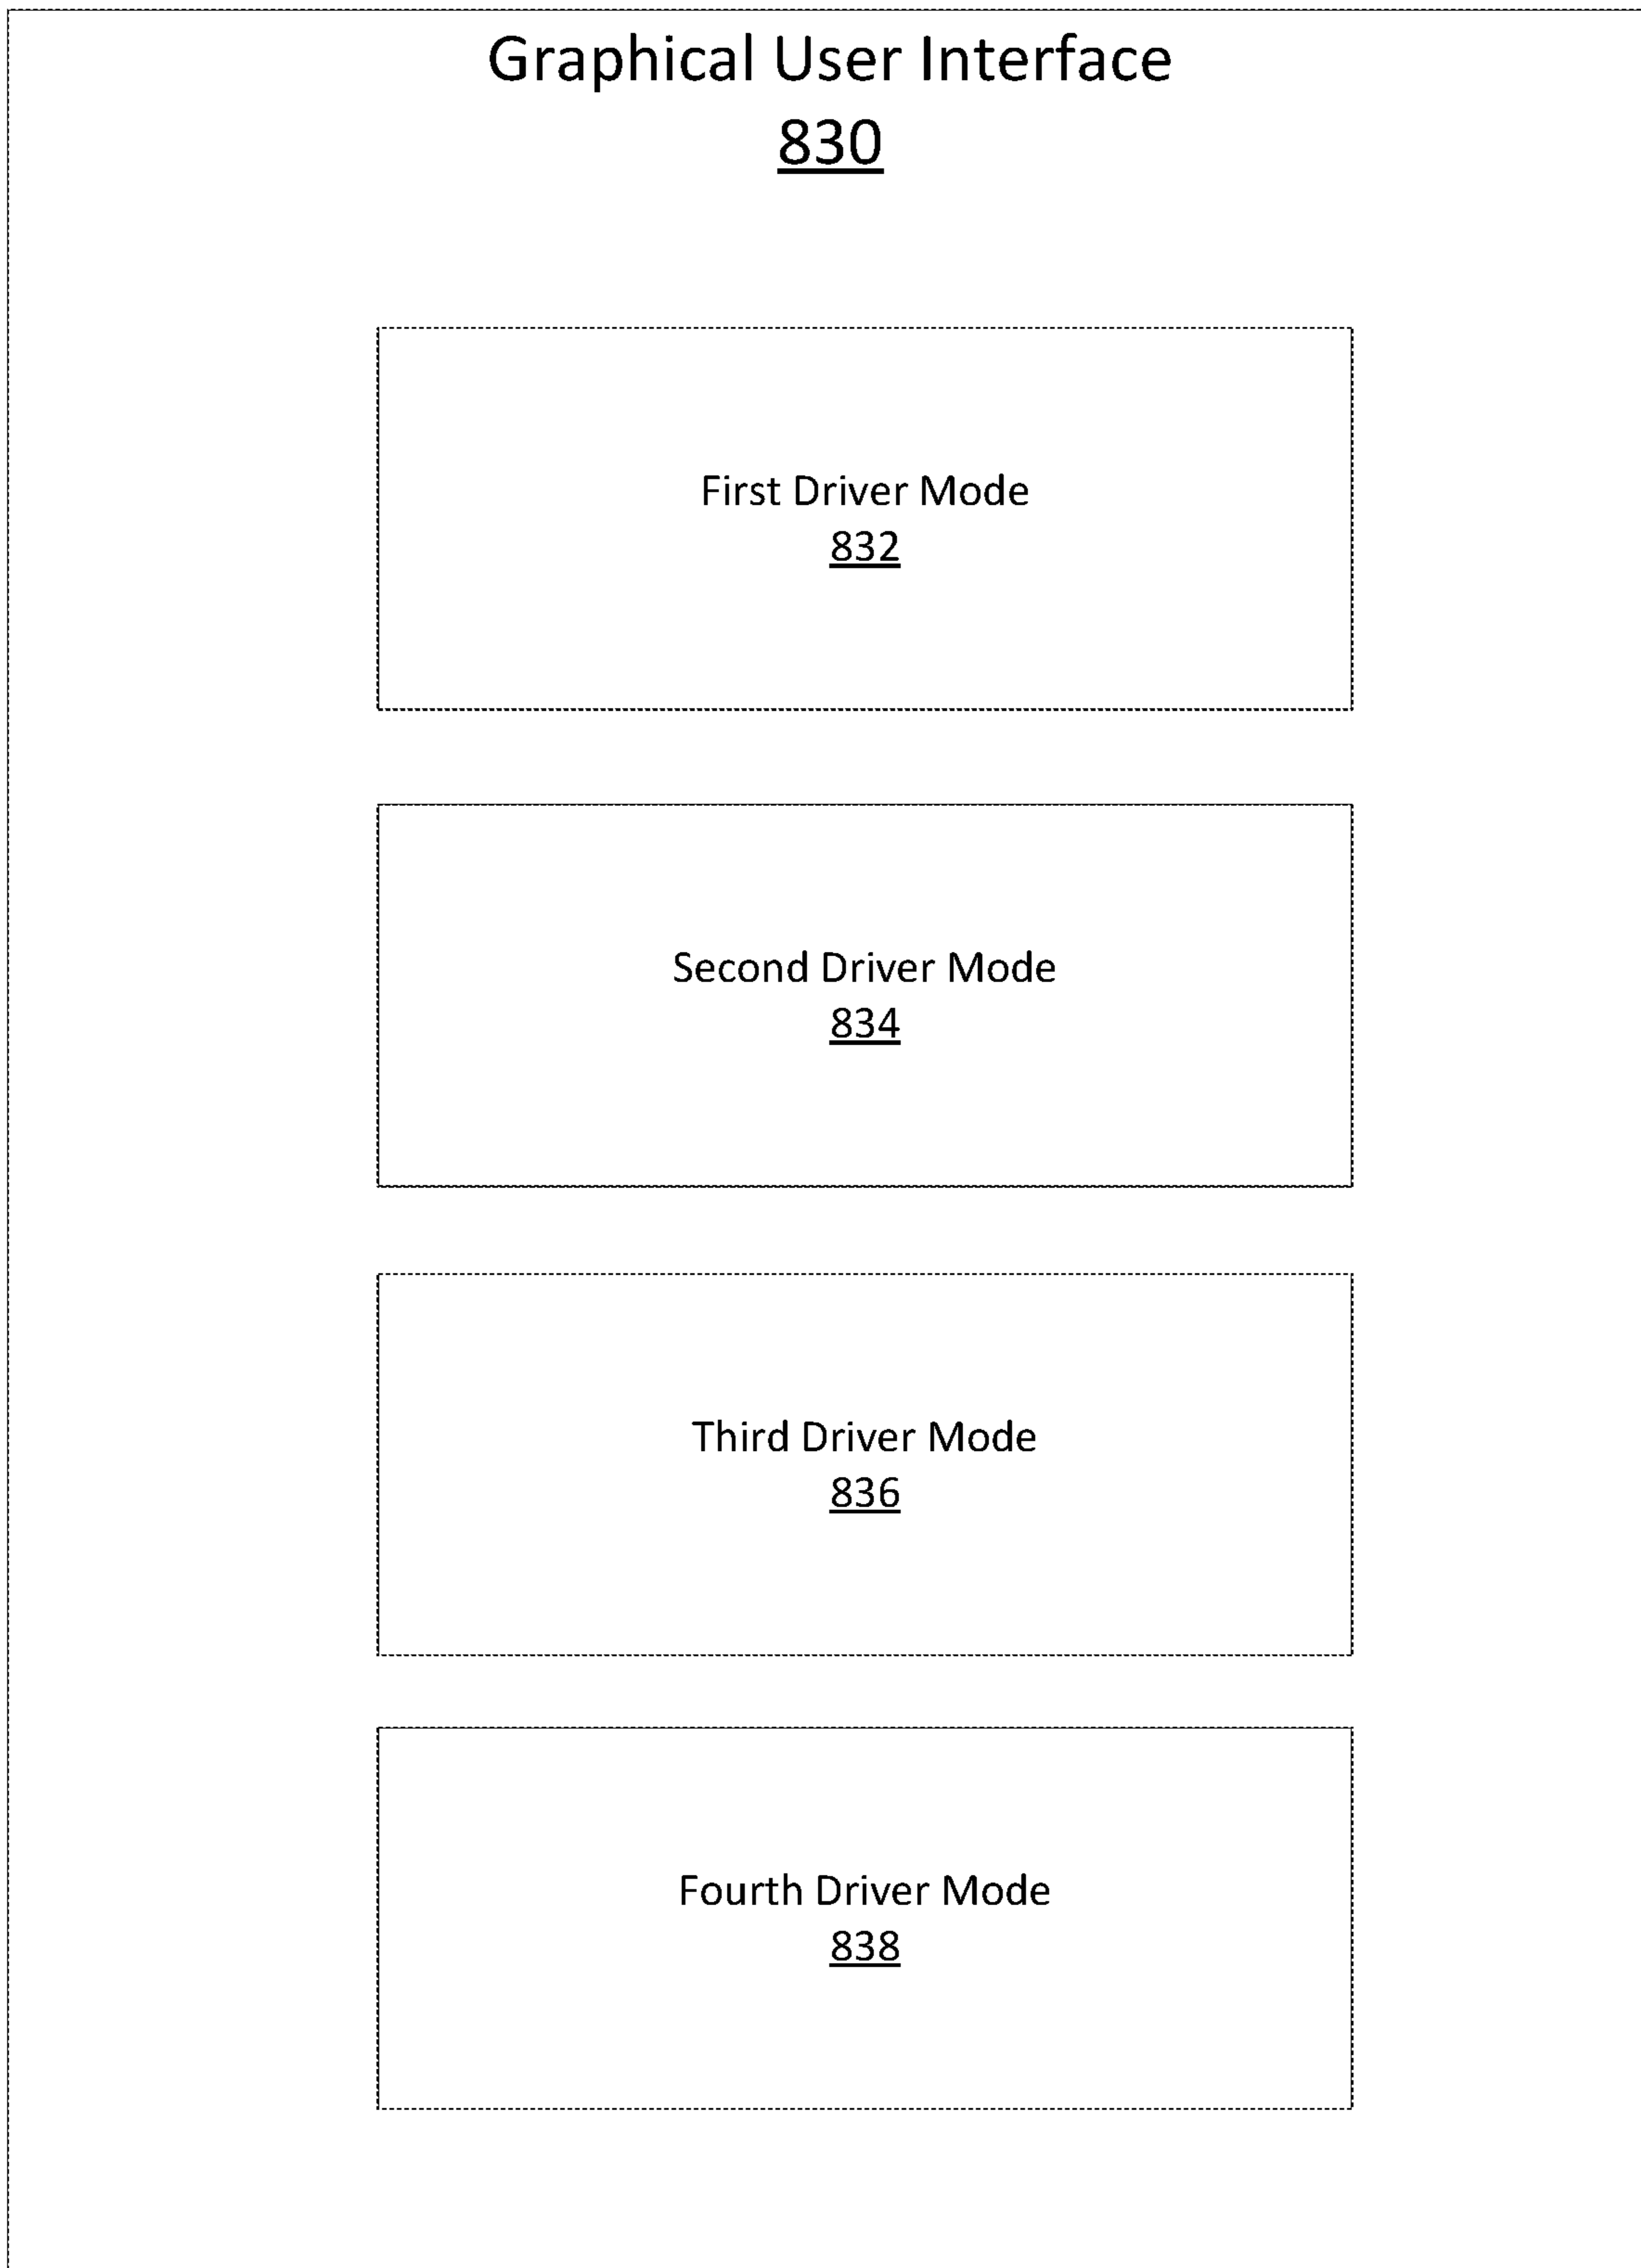 Graphical User Interface
830
First Driver Mode
832
Second Driver Mode
834
Third Driver Mode
836
Fourth Driver Mode
838